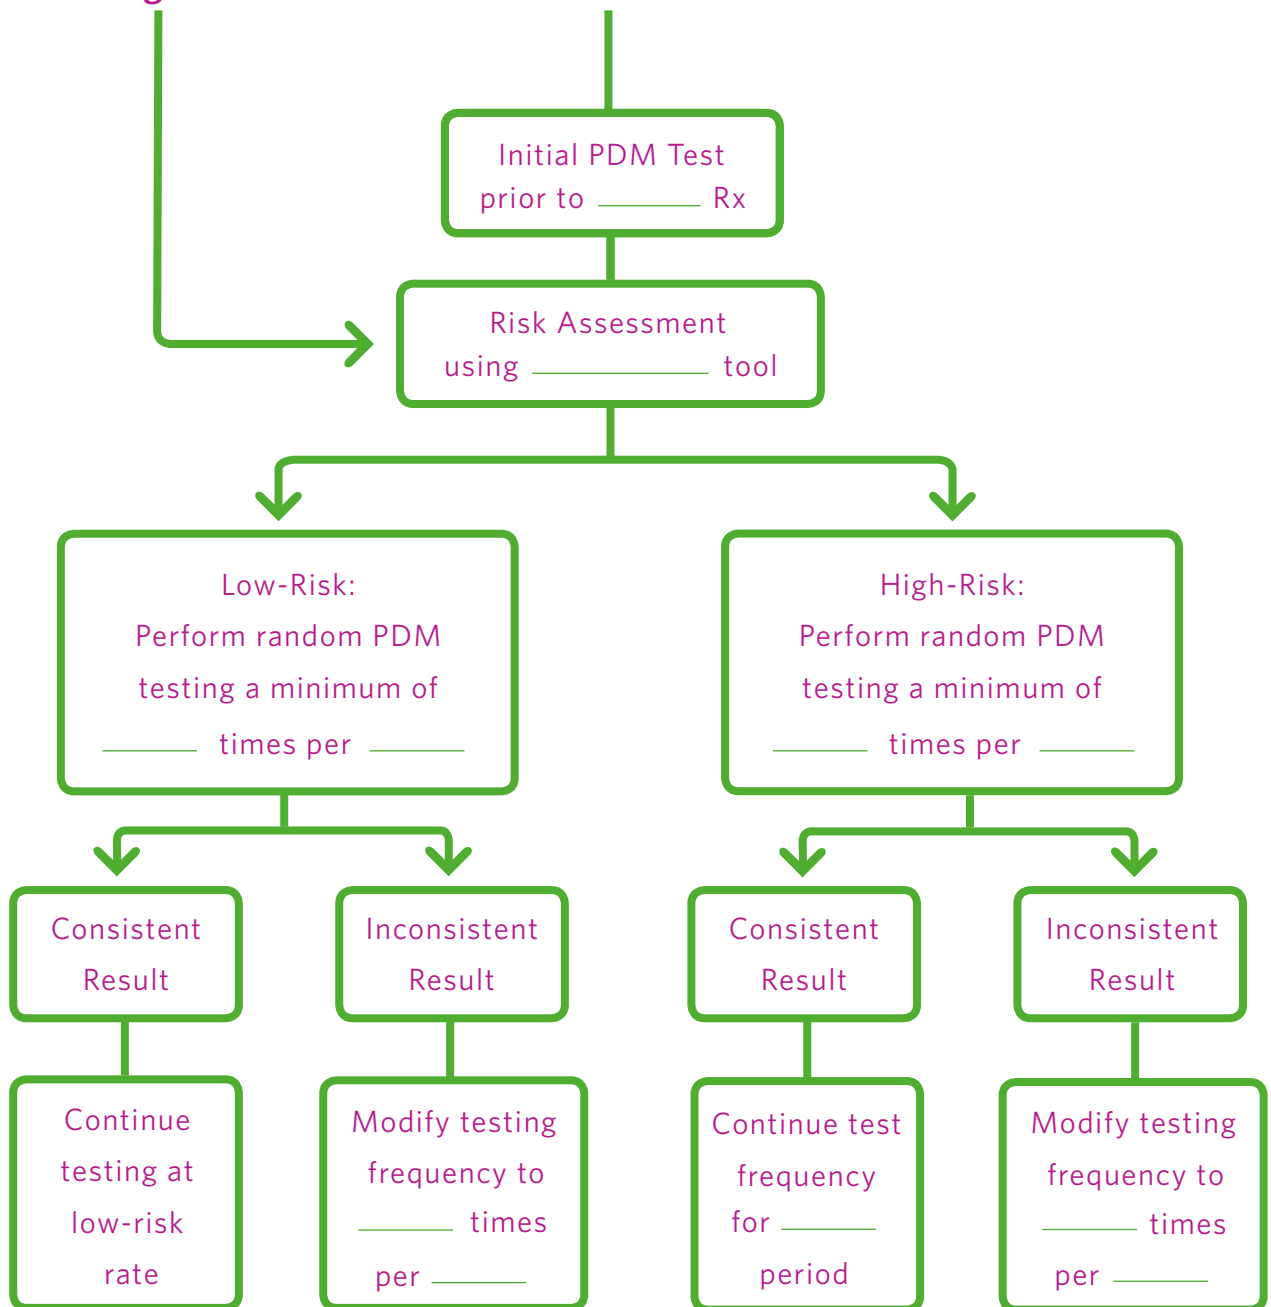 Initial PDM Test
prior to ______ Rx
Risk Assessment
using ______ tool
Low-Risk:
Perform random PDM
testing a minimum of
______ times per ______
High-Risk:
Perform random PDM
testing a minimum of
______ times per ______
Consistent
Result
Inconsistent
Result
Consistent
Result
Inconsistent
Result
Continue
testing at
low-risk
rate
Modify testing
frequency to
______ times
per ______
Continue test
frequency
for ______
period
Modify testing
frequency to
______ times
per ______